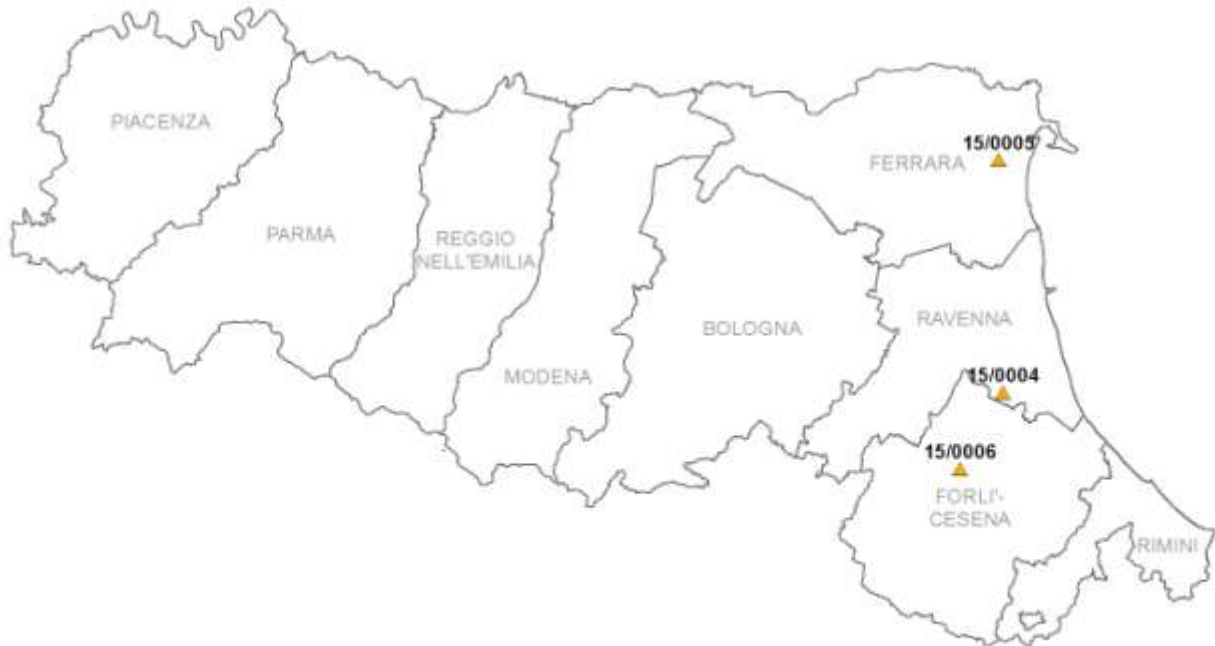 PIACENZA
15/0005
FERRARA
PARMA
REGGIO
NELL'EMILIA
RAVENNA
BOLOGNA
MODENA
15/0004
15/0006
FORLI'-
CESENA
RIMINI